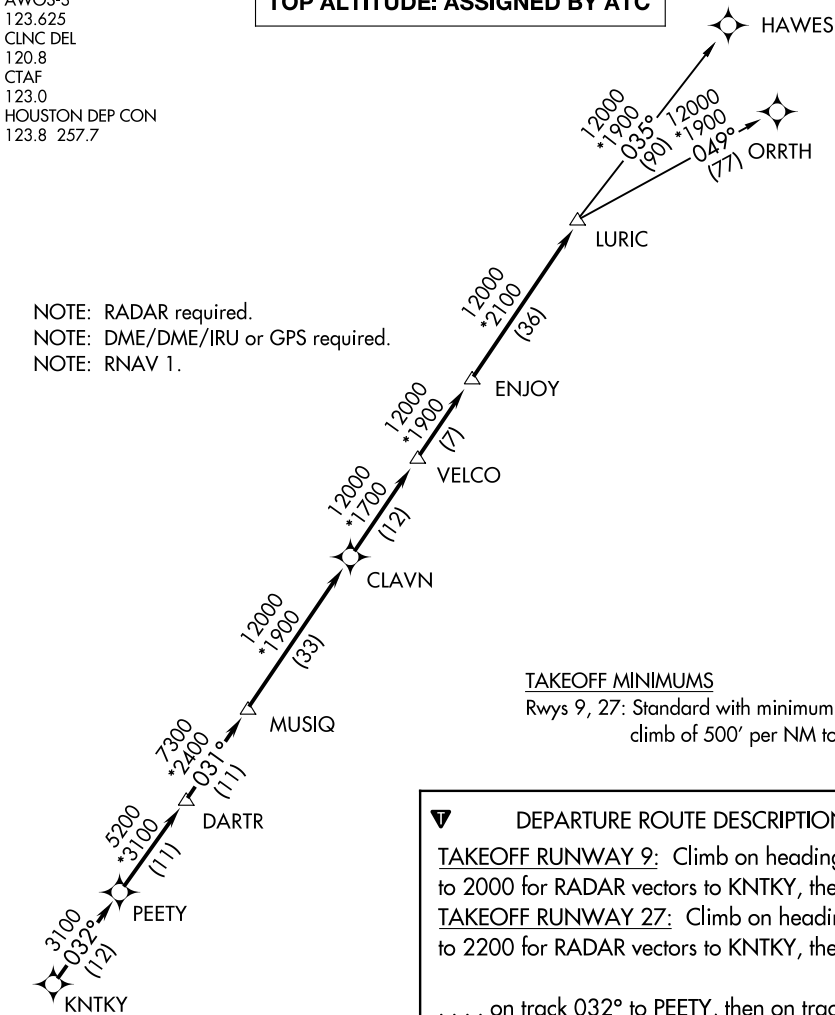 AWOS-3
123.625
CLNC DEL
120.8
CTAF
123.0
HOUSTON DEP CON
123.8 257.7
TOP ALTITUDE: ASSIGNED BY ATC
HAWES
12000
*1900
035°
(90)
12000
*1900
049°
(77)
ORRTH
LURIC
12000
*2100
(36)
NOTE: RADAR required.
NOTE: DME/DME/IRU or GPS required.
NOTE: RNAV 1.
ENJOY
12000
*1900
(7)
VELCO
12000
*1700
(12)
CLAVN
12000
*1900
(33)
MUSIQ
7300
*2400
031°
(11)
DARTR
5200
*3100
(11)
PEETY
3100
032°
(12)
KNTKY
TAKEOFF MINIMUMS
Rwys 9, 27: Standard with minimum
climb of 500' per NM to
T
DEPARTURE ROUTE DESCRIPTION
TAKEOFF RUNWAY 9: Climb on heading
to 2000 for RADAR vectors to KNTKY, the
TAKEOFF RUNWAY 27: Climb on headin
to 2200 for RADAR vectors to KNTKY, the
. . . . on track 032° to PEETY, then on trac